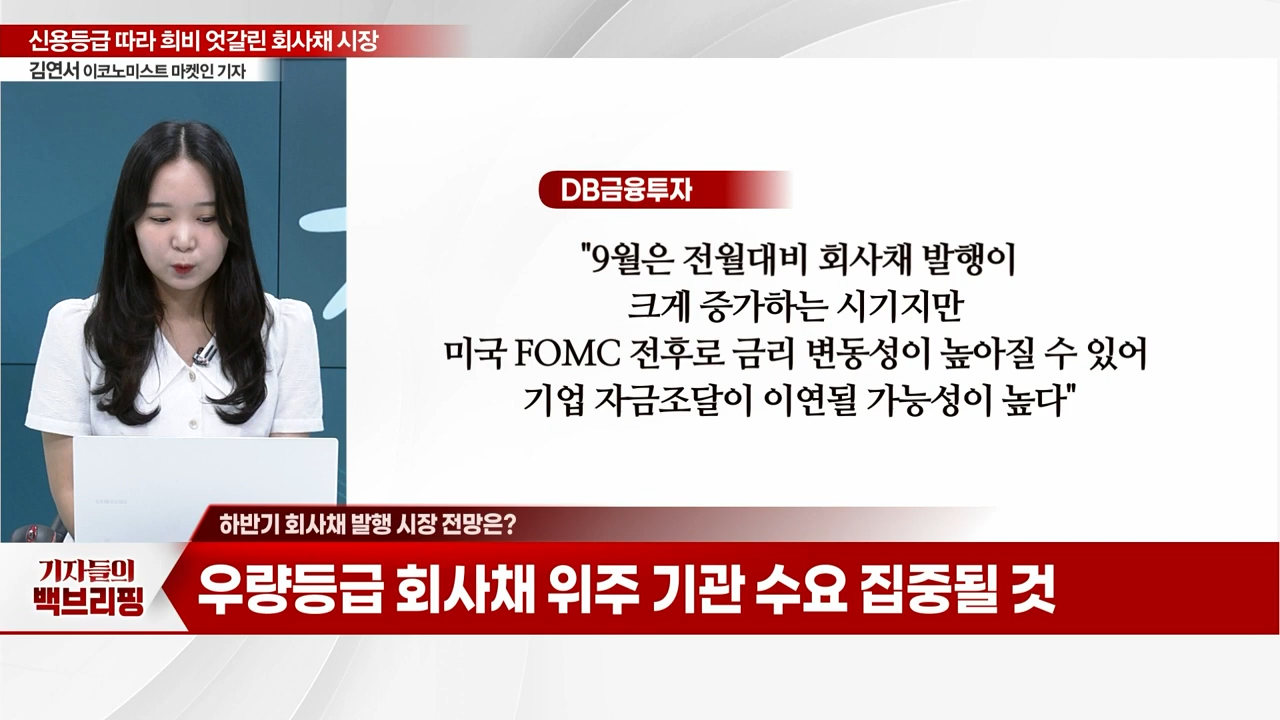 신용등급 따라 희비 엇갈린 회사채 시장
김연서 이코노미스트 마켓인 기자
DB금융투자
"9월은 전월대비 회사채 발행이
크게 증가하는 시기지만
미국 FOMC 전후로 금리 변동성이 높아질 수 있어
기업 자금조달이 이연될 가능성이 높다"
하반기 회사채 발행 시장 전망은?
기자들의
백브리핑
우량등급 회사채 위주 기관 수요 집중될 것